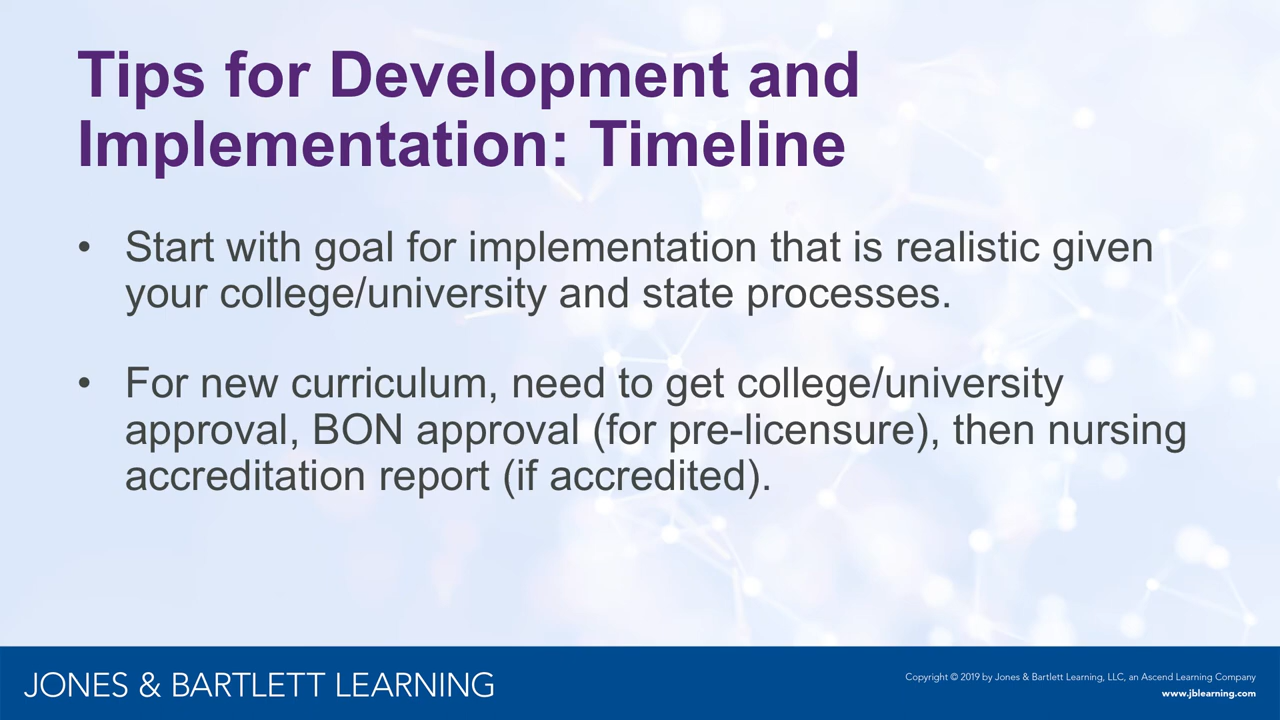 Tips for Development and
Implementation: Timeline
• Start with goal for implementation that is realistic given
your college/university and state processes.
• For new curriculum, need to get college/university
approval, BON approval (for pre-licensure), then nursing
accreditation report (if accredited).
JONES & BARTLETT LEARNING
Copyright © 2019 by Jones & Bartlett Learning, LLC, an Ascend Learning Company
www.jblearning.com